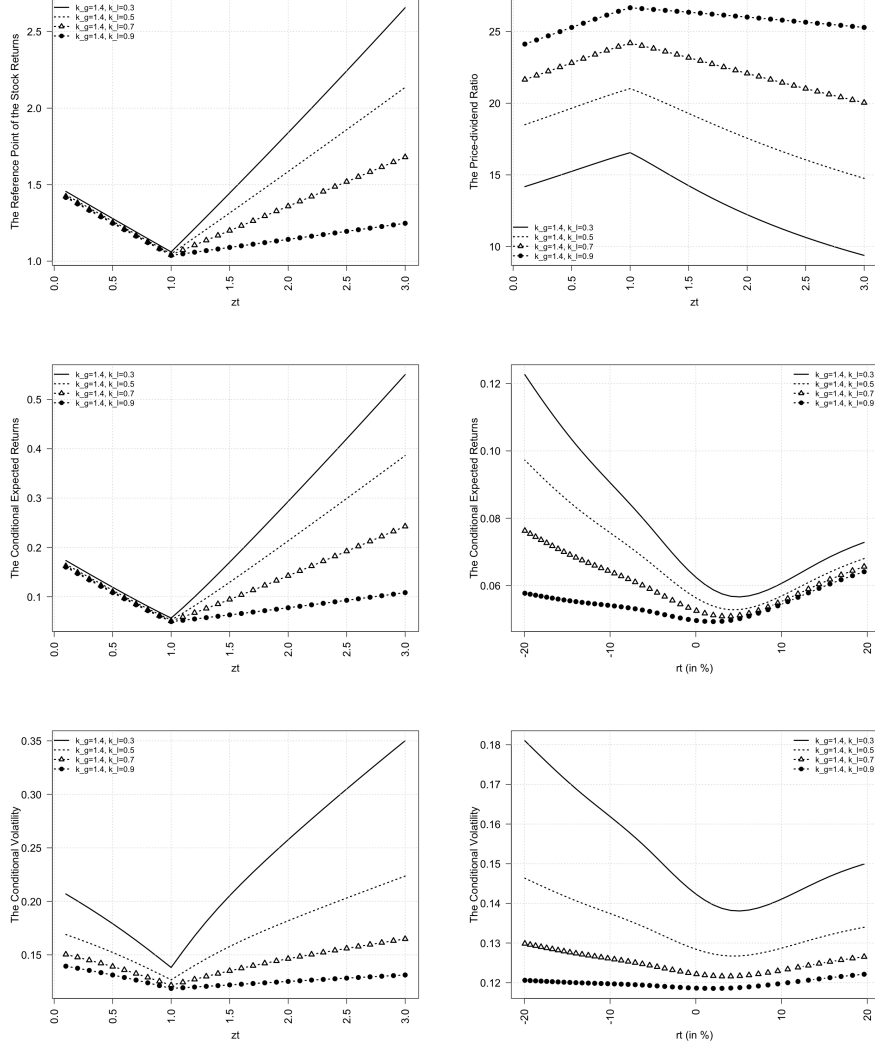 k_g=1.4, k_l=0.3
k_g=1.4, k_l=0.5
k_g=1.4, k_l=0.7
k_g=1.4, k_l=0.9
The Reference Point of the Stock Returns
2.5
2.0
1.5
1.0
0.0 0.5 1.0 1.5 2.0 2.5 3.0
zt
The Price-dividend Ratio
25
20
15
10
k_g=1.4, k_l=0.3
k_g=1.4, k_l=0.5
k_g=1.4, k_l=0.7
k_g=1.4, k_l=0.9
0.0 0.5 1.0 1.5 2.0 2.5 3.0
zt
k_g=1.4, k_l=0.3
k_g=1.4, k_l=0.5
k_g=1.4, k_l=0.7
k_g=1.4, k_l=0.9
The Conditional Expected Returns
0.5
0.4
0.3
0.2
0.1
0.0 0.5 1.0 1.5 2.0 2.5 3.0
zt
k_g=1.4, k_l=0.3
k_g=1.4, k_l=0.5
k_g=1.4, k_l=0.7
k_g=1.4, k_l=0.9
The Conditional Expected Returns
0.12
0.10
0.08
0.06
-20 -10 0 10 20
rt (in %)
k_g=1.4, k_l=0.3
k_g=1.4, k_l=0.5
k_g=1.4, k_l=0.7
k_g=1.4, k_l=0.9
The Conditional Volatility
0.35
0.30
0.25
0.20
0.15
0.0 0.5 1.0 1.5 2.0 2.5 3.0
zt
k_g=1.4, k_l=0.3
k_g=1.4, k_l=0.5
k_g=1.4, k_l=0.7
k_g=1.4, k_l=0.9
The Conditional Volatility
0.18
0.17
0.16
0.15
0.14
0.13
0.12
-20 -10 0 10 20
rt (in %)